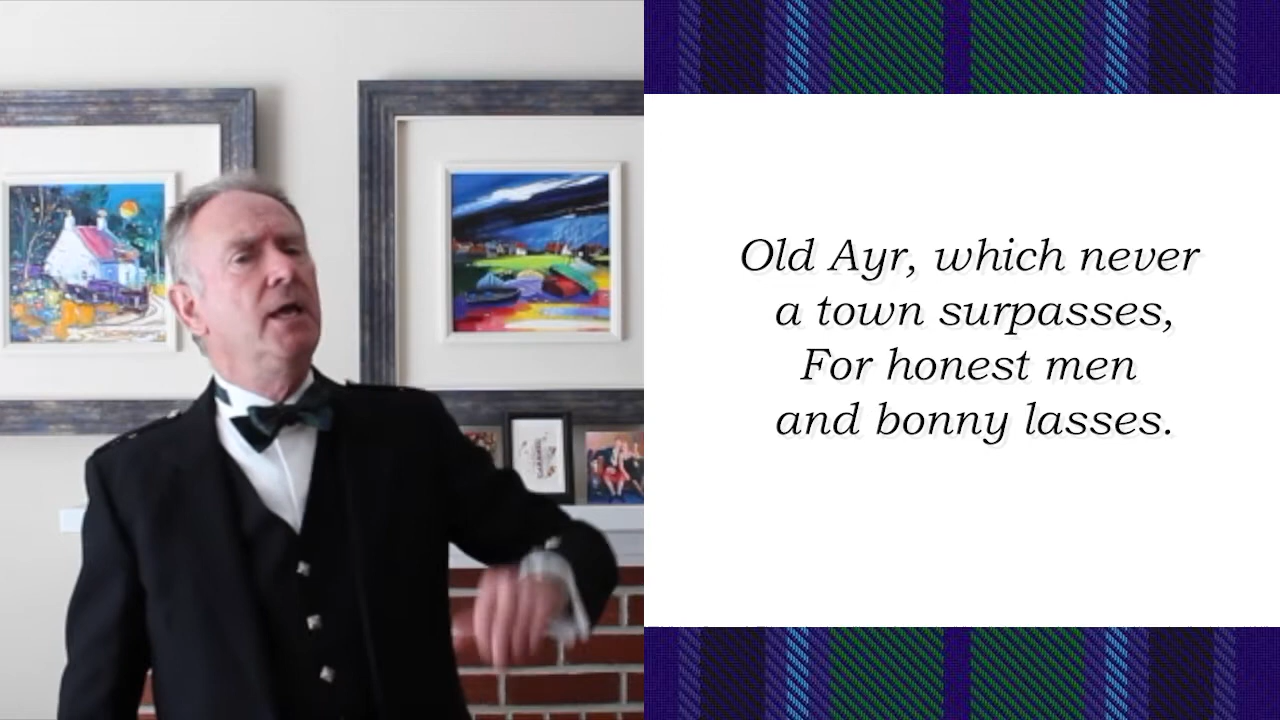 Old Ayr, which never
a town surpasses,
For honest men
and bonny lasses.